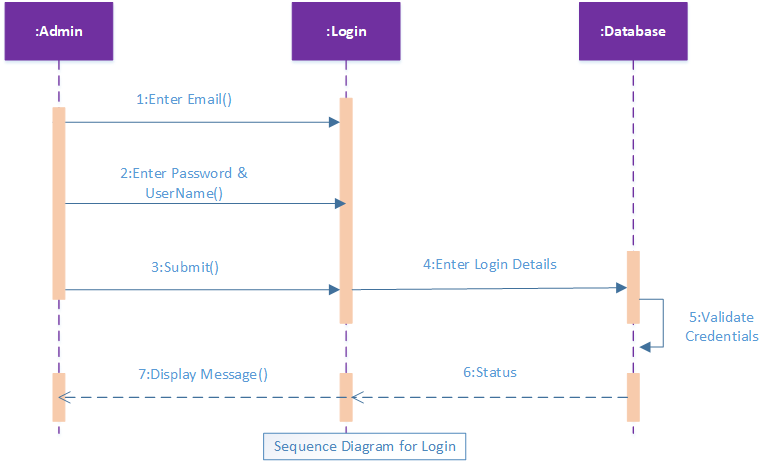 :Admin
:Login
:Database
1:Enter Email()
2:Enter Password &
UserName()
3:Submit()
4:Enter Login Details
5:Validate
Credentials
6:Status
7:Display Message()
Sequence Diagram for Login